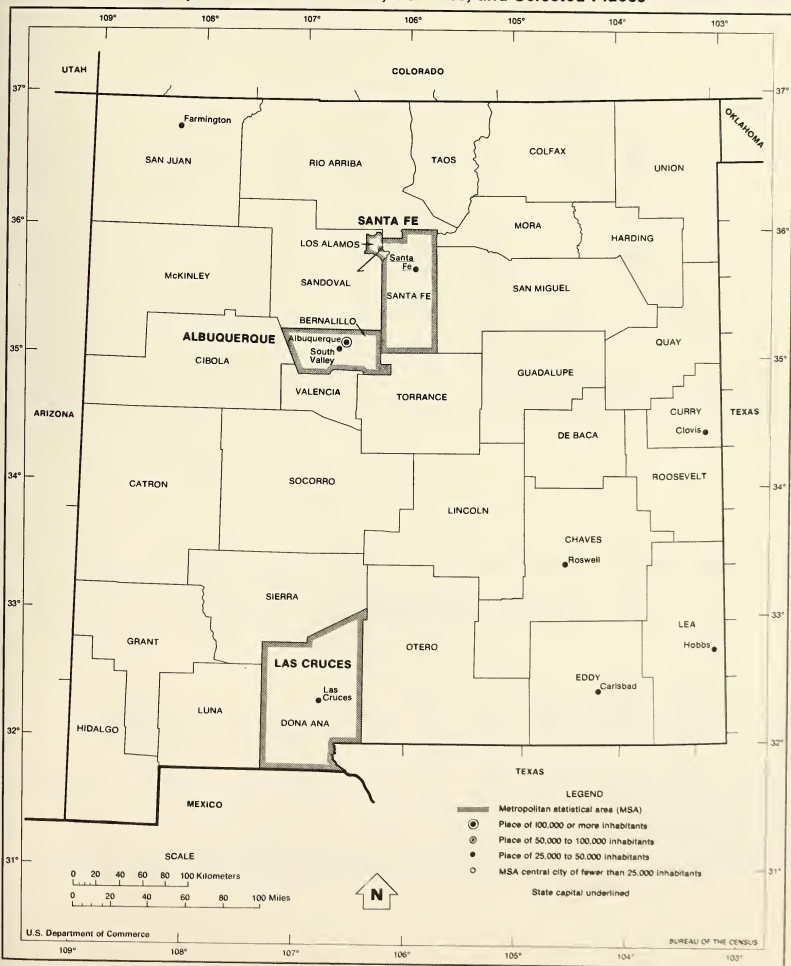 and Selected Places
109°
108°
107°
106°
105°
104°
103°
UTAH
COLORADO
37°
37°
OKLAHOMA
Farmington
SAN JUAN
RIO ARRIBA
TAOS
COLFAX
UNION
36°
36°
SANTA FE
MORA
HARDING
LOS ALAMOS
Santa
Fe
McKINLEY
SANDOVAL
SANTA FE
SAN MIGUEL
BERNALILLO
ALBUQUERQUE
Albuquerque
South
Valley
QUAY
35°
35°
CIBOLA
VALENCIA
TORRANCE
GUADALUPE
ARIZONA
CURRY
TEXAS
Clovis
DE BACA
34°
34°
CATRON
SOCORRO
ROOSEVELT
LINCOLN
CHAVES
Roswell
SIERRA
33°
33°
GRANT
LEA
Hobbs
OTERO
LAS CRUCES
EDDY
Carlsbad
Las
Cruces
LUNA
DONA ANA
HIDALGO
32°
32°
TEXAS
MEXICO
LEGEND
Metropolitan statistical area (MSA)
Place of 100,000 or more inhabitants
Place of 50,000 to 100,000 inhabitants
Place of 25,000 to 50,000 inhabitants
MSA central city of fewer than 25,000 inhabitants
State capital underlined
31°
31°
SCALE
0 20 40 60 80 100 Kilometers
0 20 40 60 80 100 Miles
N
U.S. Department of Commerce
BUREAU OF THE CENSUS
109°
108°
107°
106°
105°
104°
103°